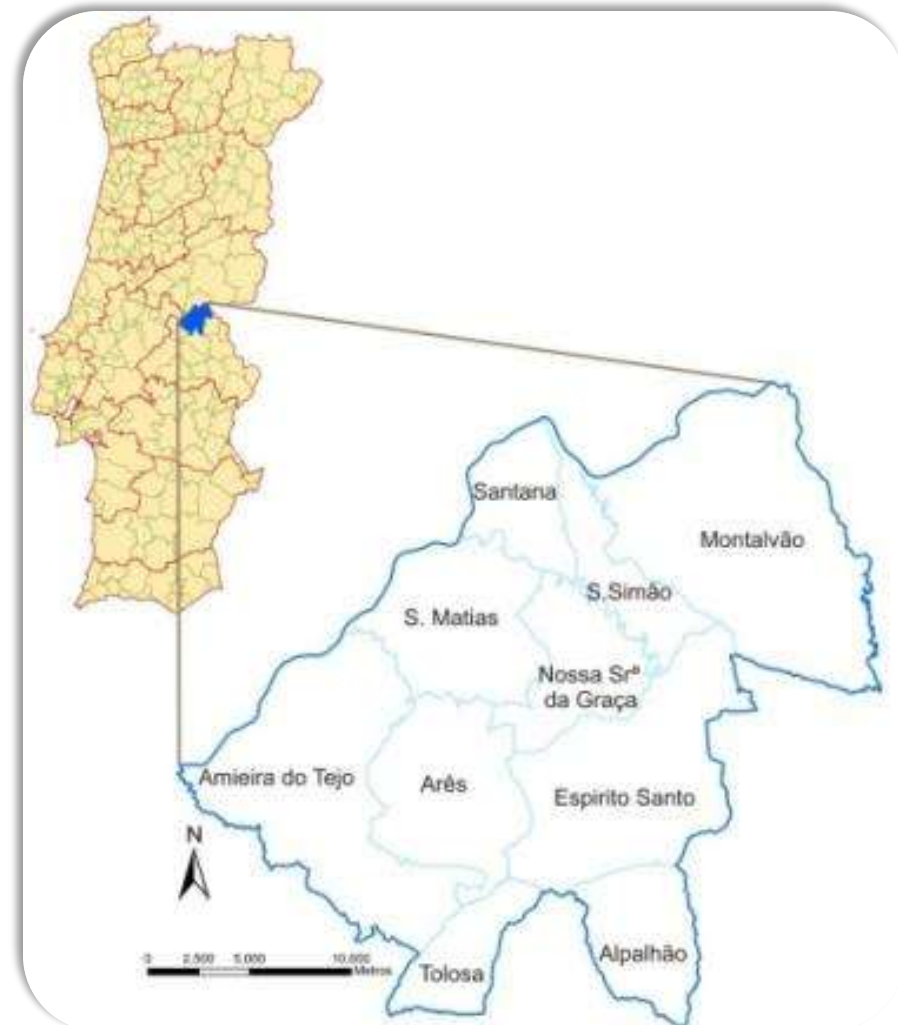 Santana
Montalvão
S.Simão
S. Matias
Nossa Srª
da Graça
Amieira do Tejo
Arês
Espirito Santo
N
0 2,500 5,000 10,000
Metros
Alpalhão
Tolosa